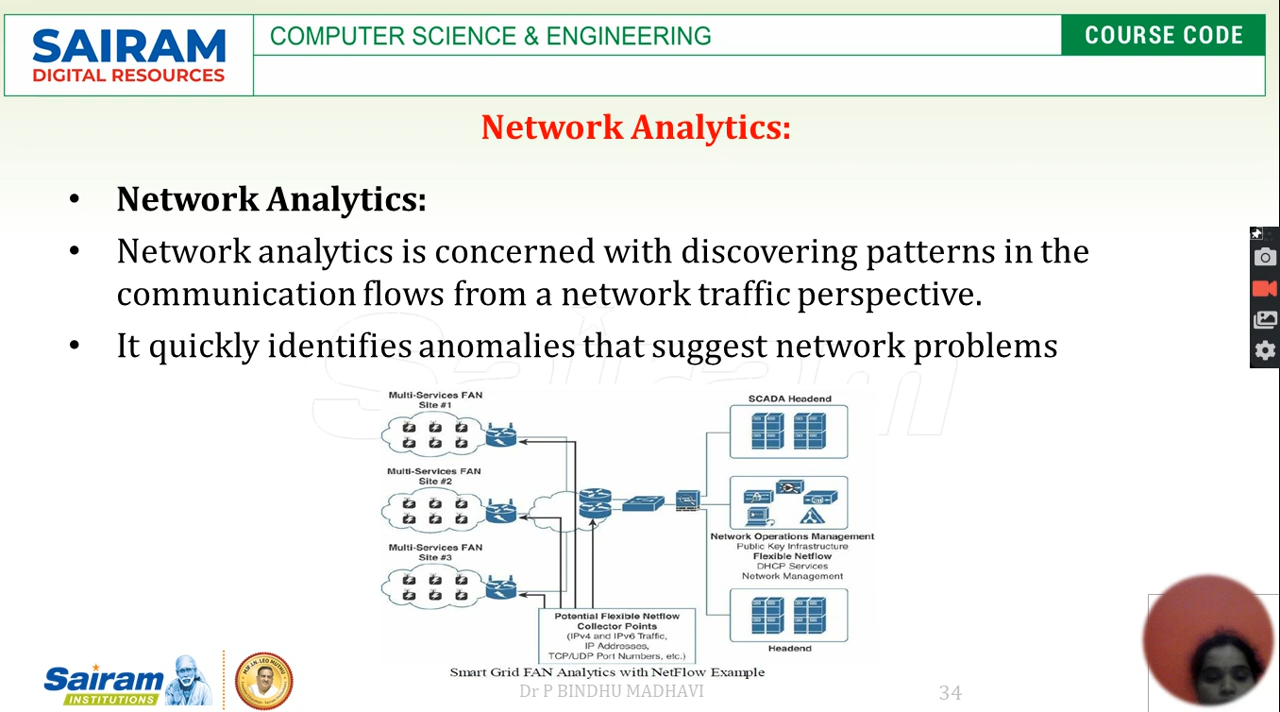 SAIRAM
DIGITAL RESOURCES
COMPUTER SCIENCE & ENGINEERING
COURSE CODE
Network Analytics:
• Network Analytics:
• Network analytics is concerned with discovering patterns in the
communication flows from a network traffic perspective.
• It quickly identifies anomalies that suggest network problems
Sairam
Multi-Services FAN
Site #1
Multi-Services FAN
Site #2
Multi-Services FAN
Site #3
SCADA Headend
Network Operations Management
Public Key Infrastructure
Flexible Netflow
DHCP Services
Network Management
Headend
Potential Flexible Netflow
Collector Points
(IPv4 and IPv6 Traffic,
IP Addresses,
TCP/UDP Port Numbers, etc.)
Smart Grid FAN Analytics with NetFlow Example
Sairam
INSTITUTIONS
Dr P BINDHU MADHAVI
34